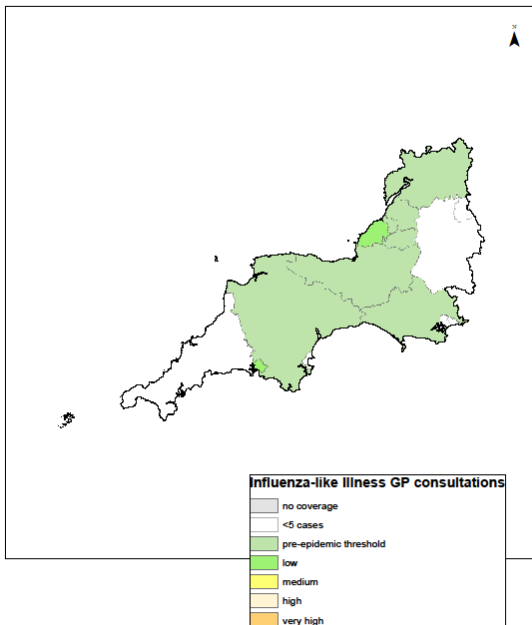 N
Influenza-like Illness GP consultations
no coverage
<5 cases
pre-epidemic threshold
low
medium
high
very high